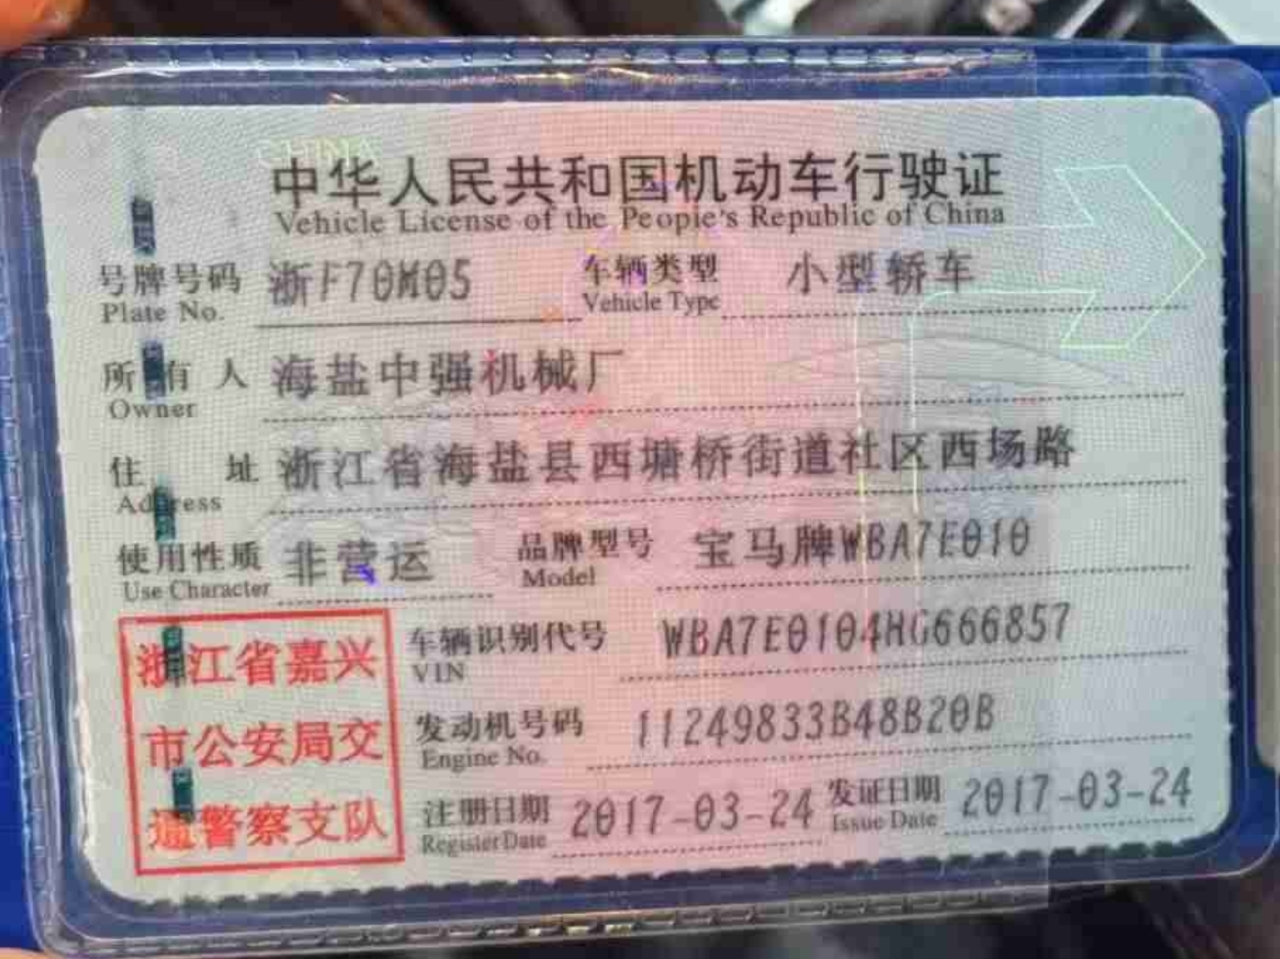 中华人民共和国机动车行驶证
Vehicle License of the People's Republic of China
号牌号码 浙F70M05 车辆类型 小型轿车
Plate No. Vehicle Type
所有人 海盐中强机械厂
Owner
住址 浙江省海盐县西塘桥街道社区西场路
Address
使用性质 非营运 品牌型号 宝马牌WBA7E010
Use Character Model
车辆识别代号 WBA7E0104HG666857
VIN
发动机号码 11249833B48B20B
Engine No.
注册日期 2017-03-24 发证日期 2017-03-24
Register Date Issue Date
浙江省嘉兴
市公安局交
通警察支队